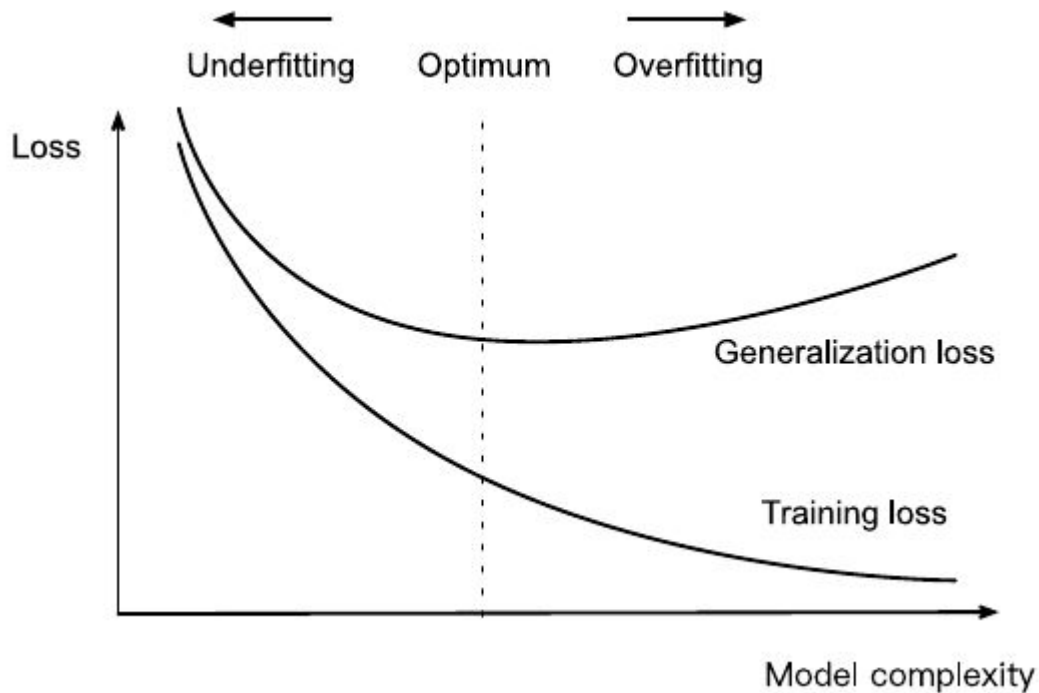 Underfitting Optimum Overfitting
Loss
Generalization loss
Training loss
Model complexity